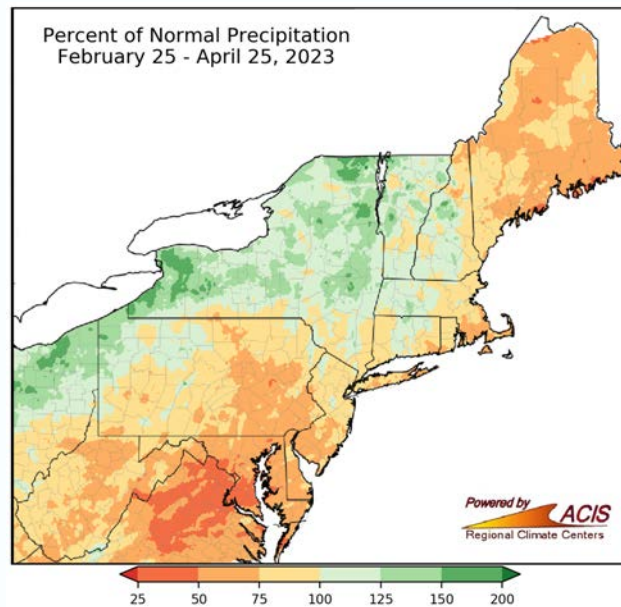 Percent of Normal Precipitation
February 25 - April 25, 2023
Powered by
ACIS
Regional Climate Centers
25 50 75 100 125 150 200